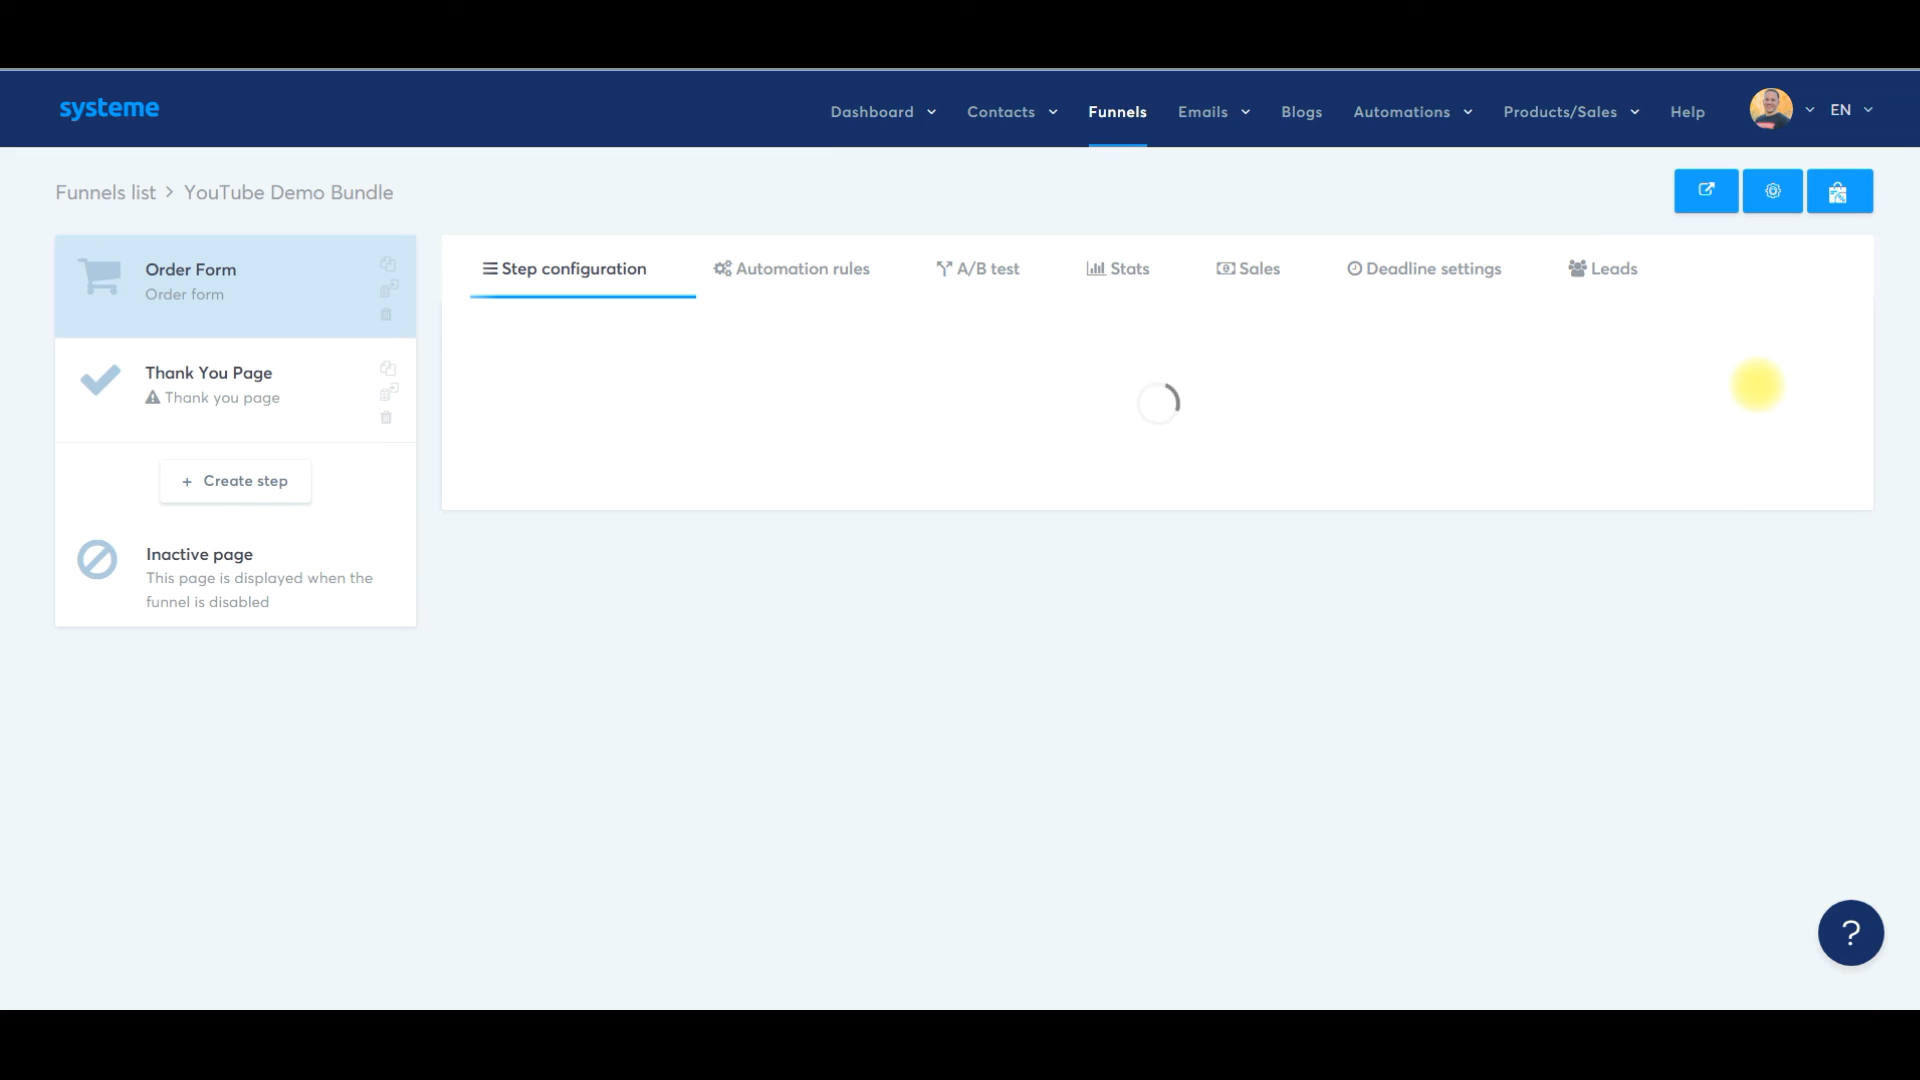 systeme
Dashboard
Contacts
Funnels
Emails
Blogs
Automations
Products/Sales
Help
EN
Funnels list > YouTube Demo Bundle
Order Form
Order form
Thank You Page
Thank you page
+ Create step
Inactive page
This page is displayed when the
funnel is disabled
Step configuration
Automation rules
A/B test
Stats
Sales
Deadline settings
Leads
?